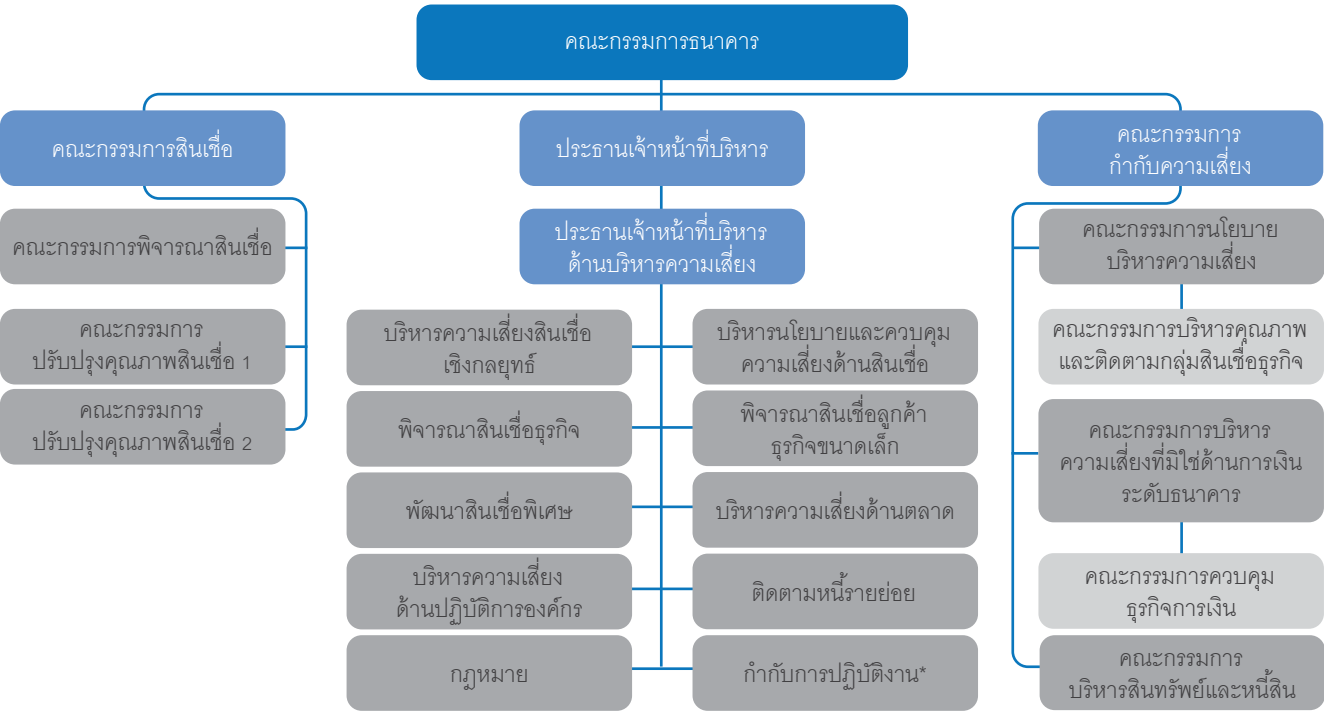 คณะกรรมการธนาคาร
คณะกรรมการสินเชื่อ
คณะกรรมการพิจารณาสินเชื่อ
คณะกรรมการ
ปรับปรุงคุณภาพสินเชื่อ 1
คณะกรรมการ
ปรับปรุงคุณภาพสินเชื่อ 2
ประธานเจ้าหน้าที่บริหาร
ประธานเจ้าหน้าที่บริหาร
ด้านบริหารความเสี่ยง
บริหารความเสี่ยงสินเชื่อ
เชิงกลยุทธ์
บริหารนโยบายและควบคุม
ความเสี่ยงด้านสินเชื่อ
พิจารณาสินเชื่อธุรกิจ
พิจารณาสินเชื่อลูกค้า
ธุรกิจขนาดเล็ก
พัฒนาสินเชื่อพิเศษ
บริหารความเสี่ยงด้านตลาด
บริหารความเสี่ยง
ด้านปฏิบัติการองค์กร
ติดตามหนี้รายย่อย
กฎหมาย
กำกับการปฏิบัติงาน*
คณะกรรมการ
กำกับความเสี่ยง
คณะกรรมการนโยบาย
บริหารความเสี่ยง
คณะกรรมการบริหารคุณภาพ
และติดตามกลุ่มสินเชื่อธุรกิจ
คณะกรรมการบริหาร
ความเสี่ยงที่มิใช่ด้านการเงิน
ระดับธนาคาร
คณะกรรมการควบคุม
ธุรกิจการเงิน
คณะกรรมการ
บริหารสินทรัพย์และหนี้สิน